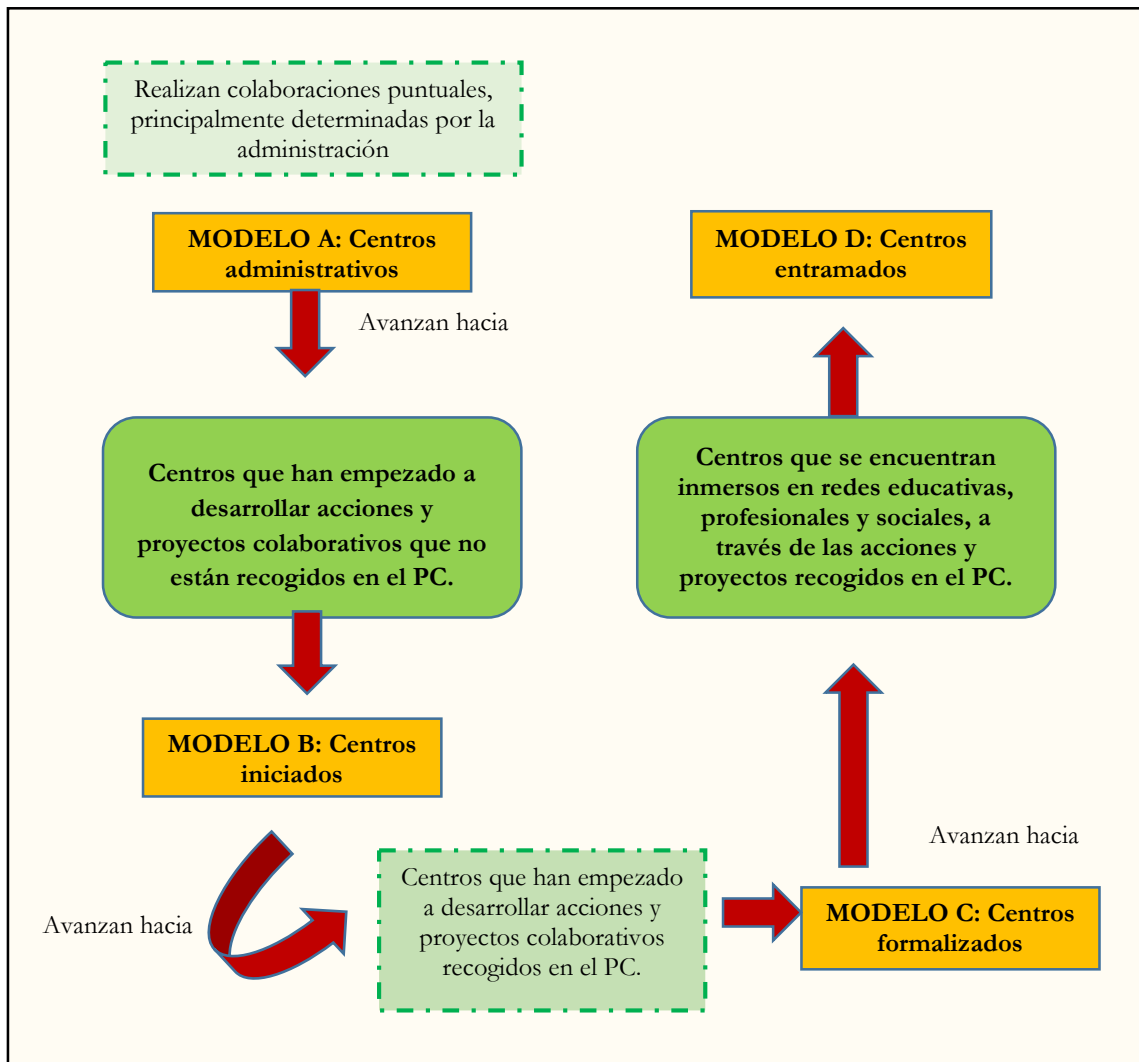 Realizan colaboraciones puntuales,
principalmente determinadas por la
administración
MODELO A: Centros
administrativos
Avanzan hacia
Centros que han empezado a
desarrollar acciones y
proyectos colaborativos que no
están recogidos en el PC.
MODELO B: Centros
iniciados
Avanzan hacia
Centros que han empezado
a desarrollar acciones y
proyectos colaborativos
recogidos en el PC.
MODELO C: Centros
formalizados
Avanzan hacia
Centros que se encuentran
inmersos en redes educativas,
profesionales y sociales, a
través de las acciones y
proyectos recogidos en el PC.
MODELO D: Centros
entramados